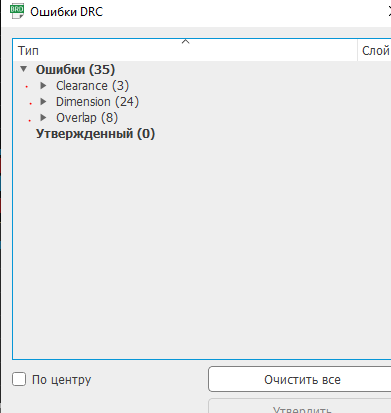 BRD Ошибки DRC
Тип Слой
Ошибки (35)
Clearance (3)
Dimension (24)
Overlap (8)
Утвержденный (0)
По центру Очистить все
Утвердить